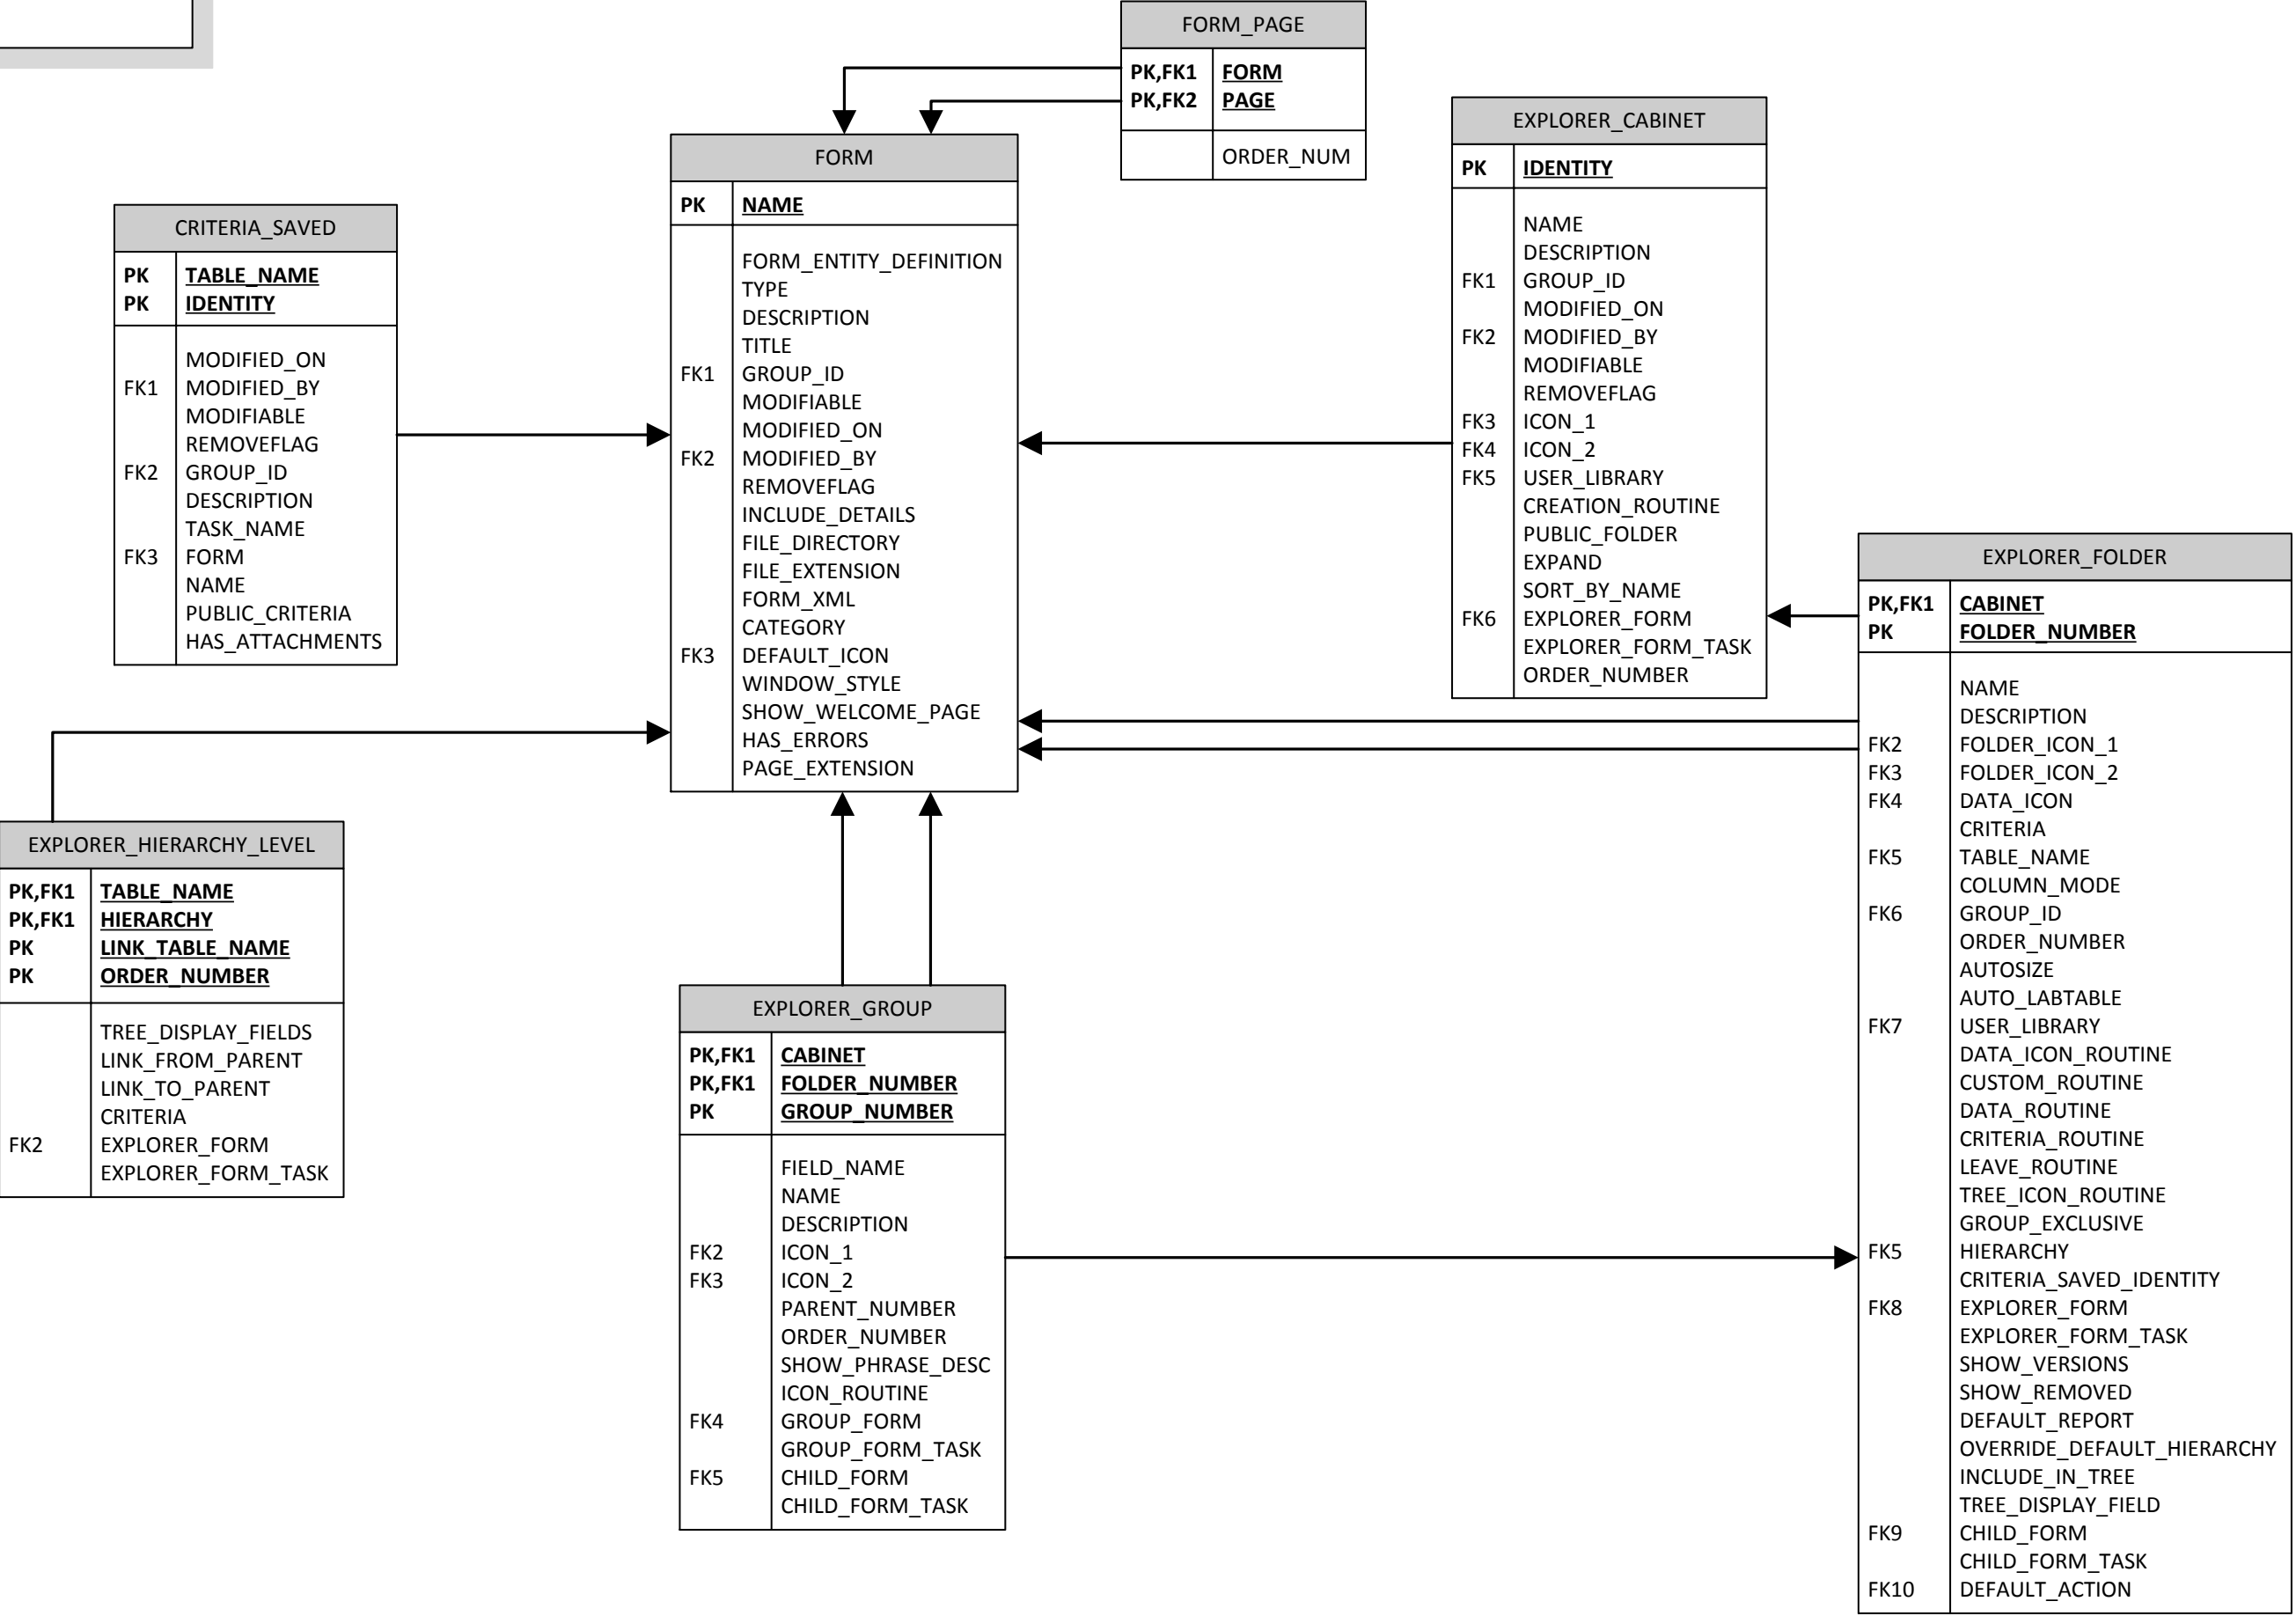 FORM_PAGE
PK,FK1 FORM
PK,FK2 PAGE
ORDER_NUM
EXPLORER_CABINET
PK IDENTITY
NAME
DESCRIPTION
FK1 GROUP_ID
MODIFIED_ON
FK2 MODIFIED_BY
MODIFIABLE
REMOVEFLAG
FK3 ICON_1
FK4 ICON_2
FK5 USER_LIBRARY
CREATION_ROUTINE
PUBLIC_FOLDER
EXPAND
SORT_BY_NAME
FK6 EXPLORER_FORM
EXPLORER_FORM_TASK
ORDER_NUMBER
FORM
PK NAME
FORM_ENTITY_DEFINITION
TYPE
DESCRIPTION
TITLE
FK1 GROUP_ID
MODIFIABLE
MODIFIED_ON
FK2 MODIFIED_BY
REMOVEFLAG
INCLUDE_DETAILS
FILE_DIRECTORY
FILE_EXTENSION
FORM_XML
CATEGORY
FK3 DEFAULT_ICON
WINDOW_STYLE
SHOW_WELCOME_PAGE
HAS_ERRORS
PAGE_EXTENSION
CRITERIA_SAVED
PK TABLE_NAME
PK IDENTITY
MODIFIED_ON
FK1 MODIFIED_BY
MODIFIABLE
REMOVEFLAG
FK2 GROUP_ID
DESCRIPTION
TASK_NAME
FK3 FORM
NAME
PUBLIC_CRITERIA
HAS_ATTACHMENTS
EXPLORER_FOLDER
PK,FK1 CABINET
PK FOLDER_NUMBER
NAME
DESCRIPTION
FK2 FOLDER_ICON_1
FK3 FOLDER_ICON_2
FK4 DATA_ICON
CRITERIA
FK5 TABLE_NAME
COLUMN_MODE
FK6 GROUP_ID
ORDER_NUMBER
AUTOSIZE
AUTO_LABTABLE
FK7 USER_LIBRARY
DATA_ICON_ROUTINE
CUSTOM_ROUTINE
DATA_ROUTINE
CRITERIA_ROUTINE
LEAVE_ROUTINE
TREE_ICON_ROUTINE
GROUP_EXCLUSIVE
FK5 HIERARCHY
CRITERIA_SAVED_IDENTITY
FK8 EXPLORER_FORM
EXPLORER_FORM_TASK
SHOW_VERSIONS
SHOW_REMOVED
DEFAULT_REPORT
OVERRIDE_DEFAULT_HIERARCHY
INCLUDE_IN_TREE
TREE_DISPLAY_FIELD
FK9 CHILD_FORM
CHILD_FORM_TASK
FK10 DEFAULT_ACTION
EXPLORER_HIERARCHY_LEVEL
PK,FK1 TABLE_NAME
PK,FK1 HIERARCHY
PK LINK_TABLE_NAME
PK ORDER_NUMBER
TREE_DISPLAY_FIELDS
LINK_FROM_PARENT
LINK_TO_PARENT
CRITERIA
FK2 EXPLORER_FORM
EXPLORER_FORM_TASK
EXPLORER_GROUP
PK,FK1 CABINET
PK,FK1 FOLDER_NUMBER
PK GROUP_NUMBER
FIELD_NAME
NAME
DESCRIPTION
FK2 ICON_1
FK3 ICON_2
PARENT_NUMBER
ORDER_NUMBER
SHOW_PHRASE_DESC
ICON_ROUTINE
FK4 GROUP_FORM
GROUP_FORM_TASK
FK5 CHILD_FORM
CHILD_FORM_TASK